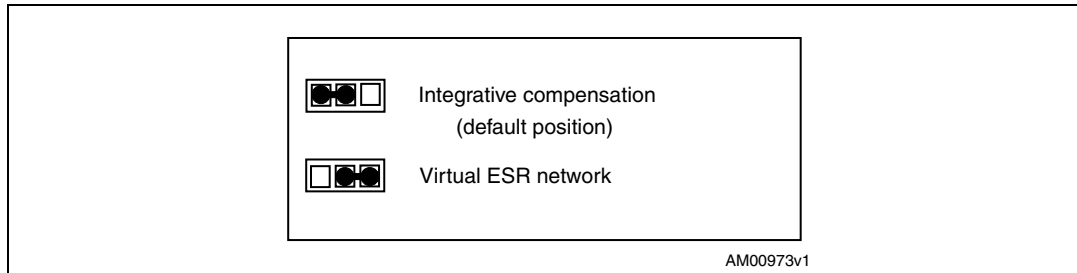 Integrative compensation
(default position)
Virtual ESR network
AM00973v1